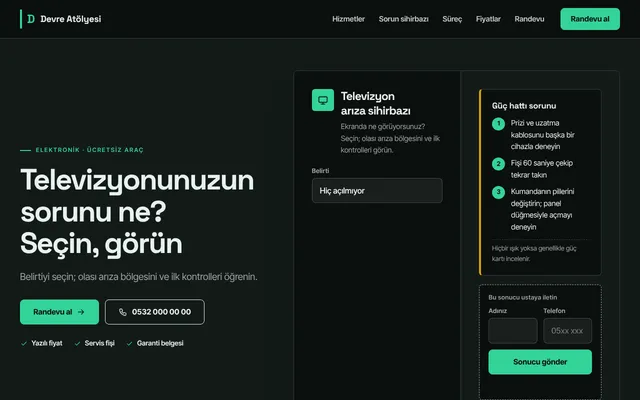 D Devre Atölyesi
Hizmetler Sorun sihirbazı Süreç Fiyatlar Randevu Randevu al
ELEKTRONİK · ÜCRETSİZ ARAÇ
Televizyonunuzun
sorunu ne?
Seçin, görün
Belirtiyi seçin; olası arıza bölgesini ve ilk kontrolleri öğrenin.
Randevu al → 0532 000 00 00
Yazılı fiyat Servis fişi Garanti belgesi
Televizyon
arıza sihirbazı
Ekranda ne görüyorsunuz?
Seçin; olası arıza bölgesini ve ilk
kontrolleri görün.
Belirti
Hiç açılmıyor
Güç hattı sorunu
1 Prizi ve uzatma
kablosunu başka bir
cihazla deneyin
2 Fişi 60 saniye çekip
tekrar takın
3 Kumandanın pillerini
değiştirin; panel
düğmesiyle açmayı
deneyin
Hiçbir ışık yoksa genellikle güç
kartı incelenir.
Bu sonucu ustaya iletin
Adınız Telefon
05xx xxx
Sonucu gönder